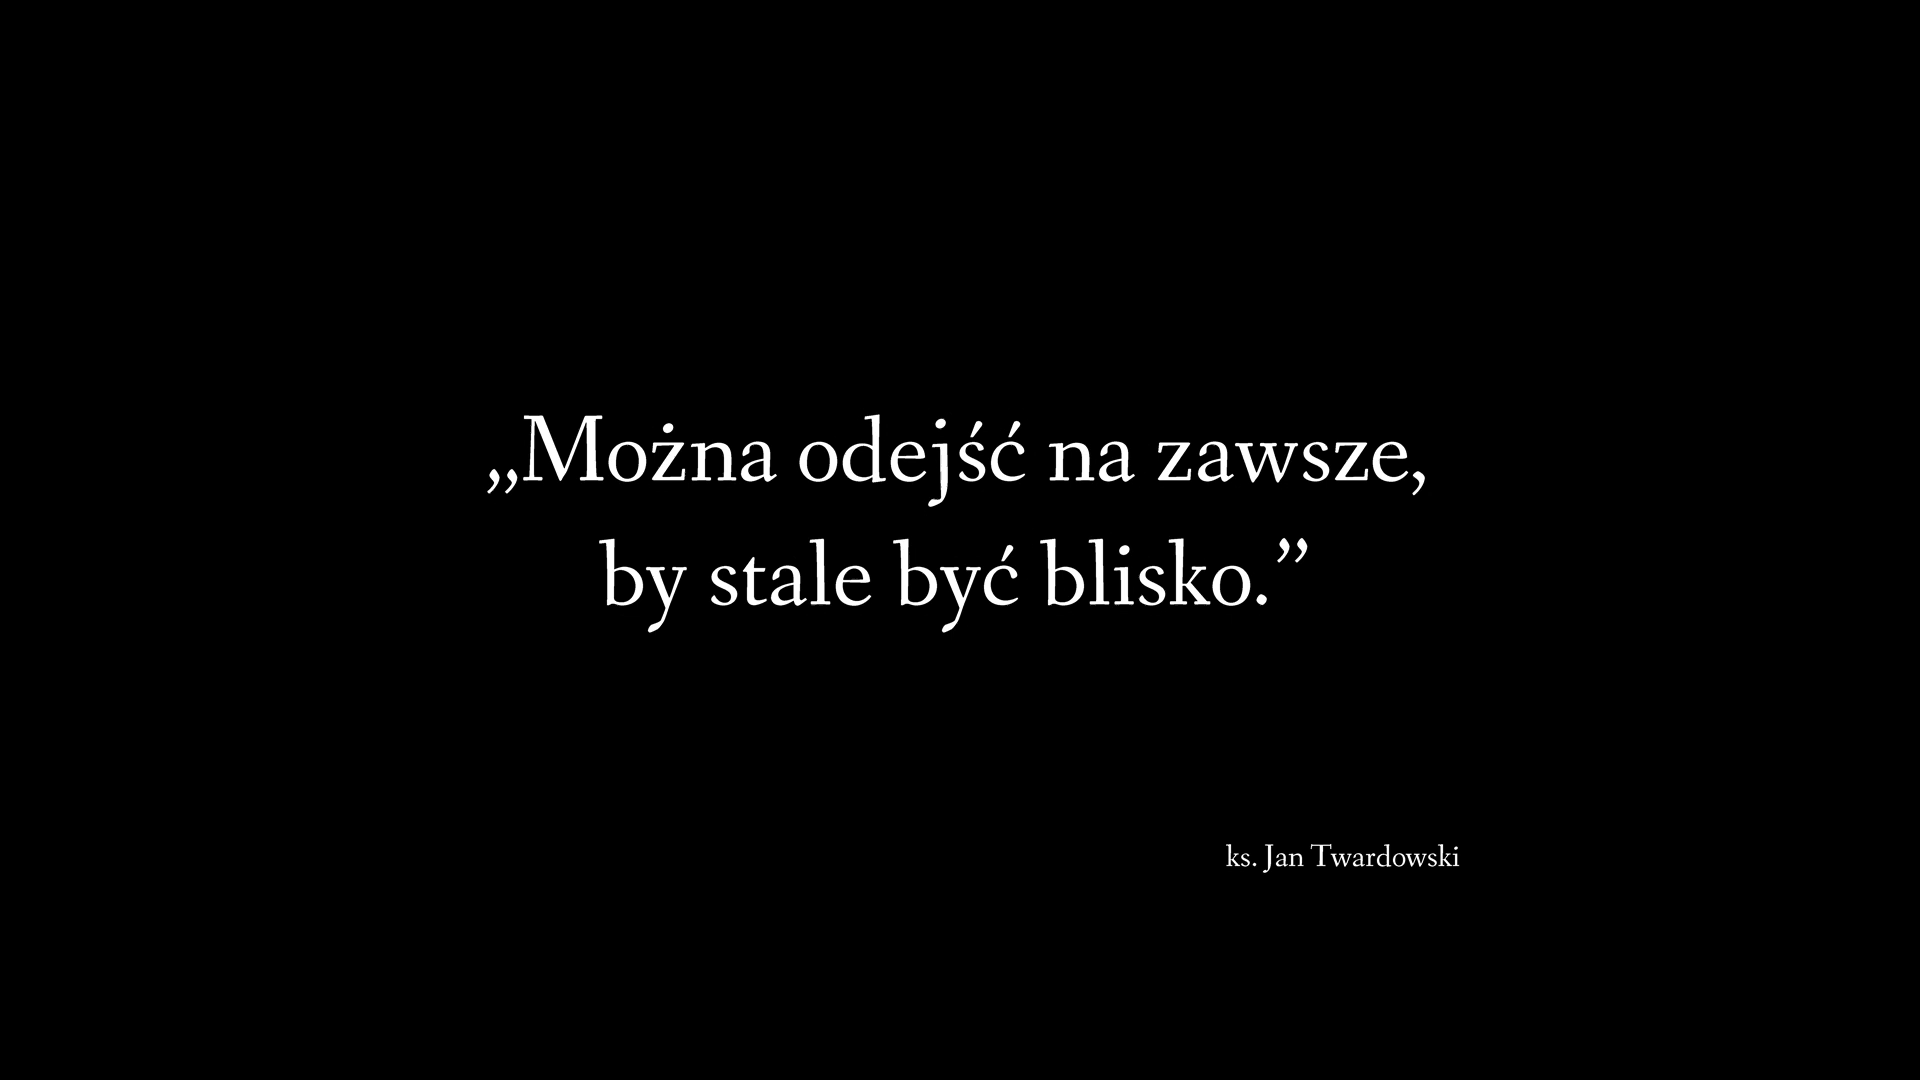 „Można odejść na zawsze,
by stale być blisko.”
ks. Jan Twardowski